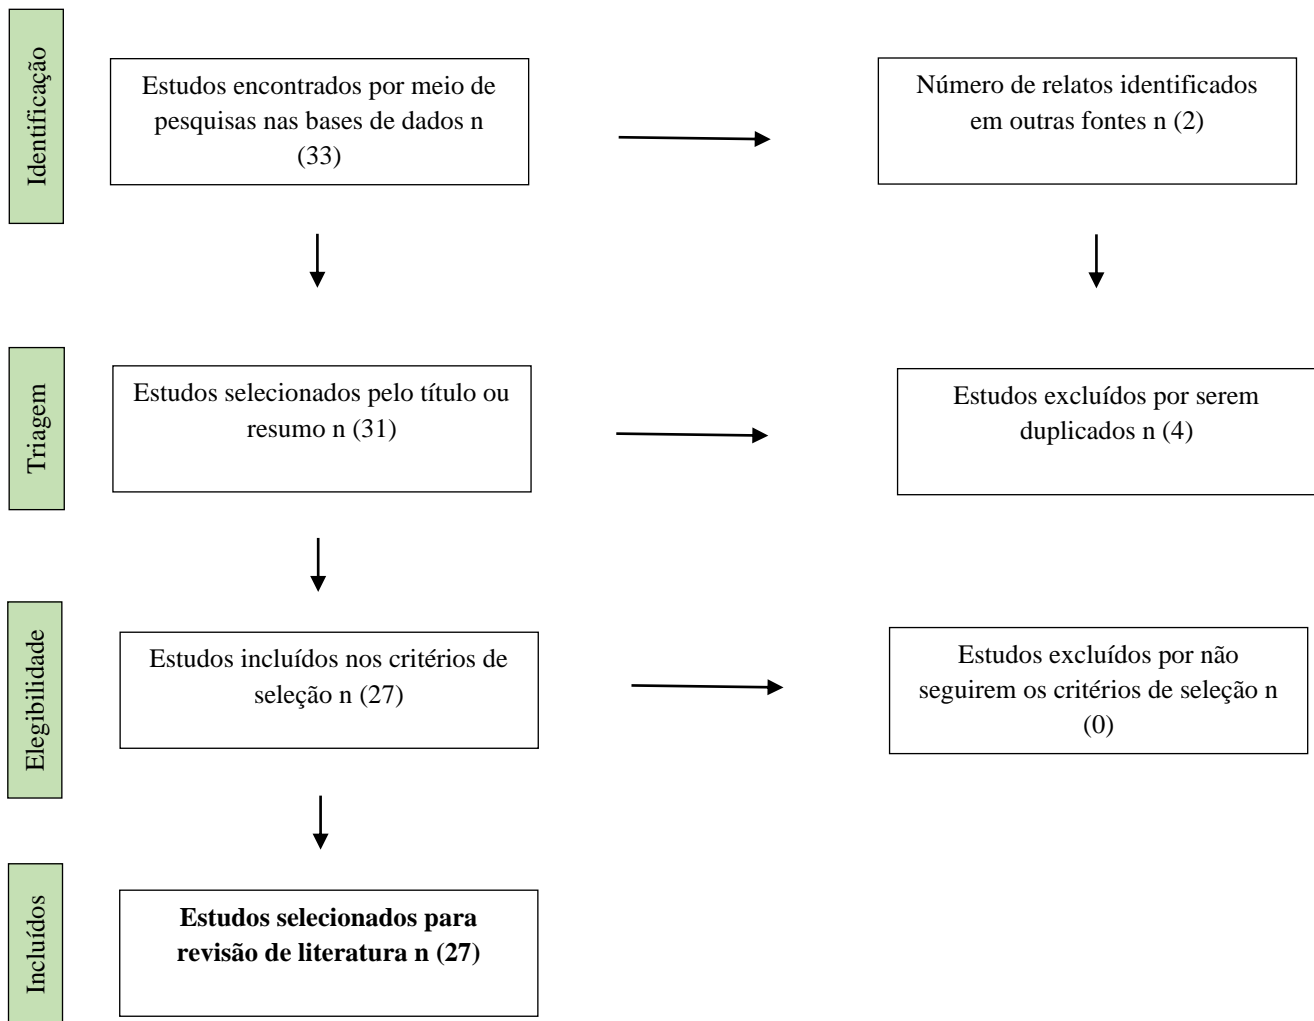 Identificação
Estudos encontrados por meio de
pesquisas nas bases de dados n
(33)
Número de relatos identificados
em outras fontes n (2)
Triagem
Estudos selecionados pelo título ou
resumo n (31)
Estudos excluídos por serem
duplicados n (4)
Elegibilidade
Estudos incluídos nos critérios de
seleção n (27)
Estudos excluídos por não
seguirem os critérios de seleção n
(0)
Incluídos
Estudos selecionados para
revisão de literatura n (27)